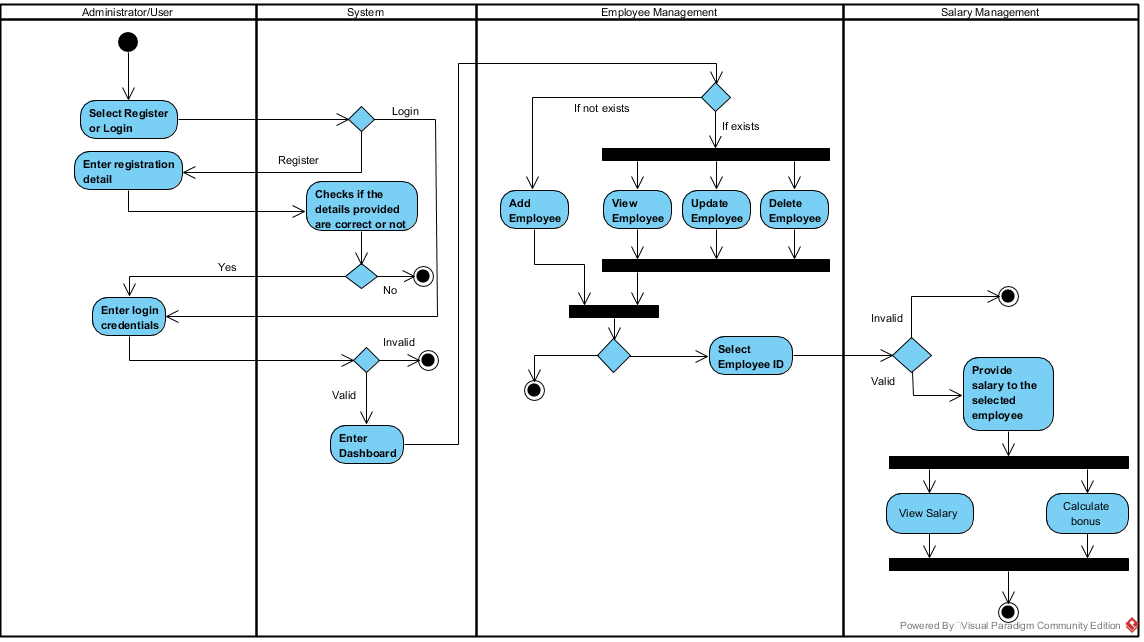 Administrator/User
System
Employee Management
Salary Management
Select Register
or Login
Login
Register
Enter registration
detail
Checks if the
details provided
are correct or not
Yes
No
Enter login
credentials
Invalid
Valid
Enter
Dashboard
If not exists
If exists
Add
Employee
View
Employee
Update
Employee
Delete
Employee
Select
Employee ID
Invalid
Valid
Provide
salary to the
selected
employee
View Salary
Calculate
bonus
Powered By Visual Paradigm Community Edition